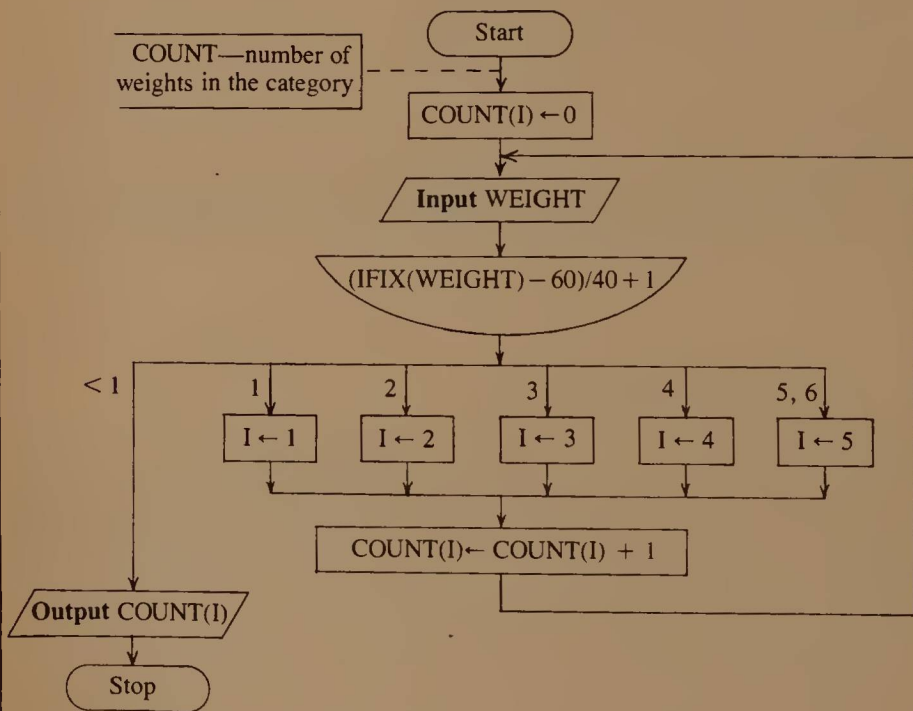 Start
COUNT—number of
weights in the category
COUNT(I) ← 0
Input WEIGHT
(IFIX(WEIGHT) − 60)/40 + 1
< 1
1
2
3
4
5, 6
I ← 1
I ← 2
I ← 3
I ← 4
I ← 5
COUNT(I) ← COUNT(I) + 1
Output COUNT(I)
Stop